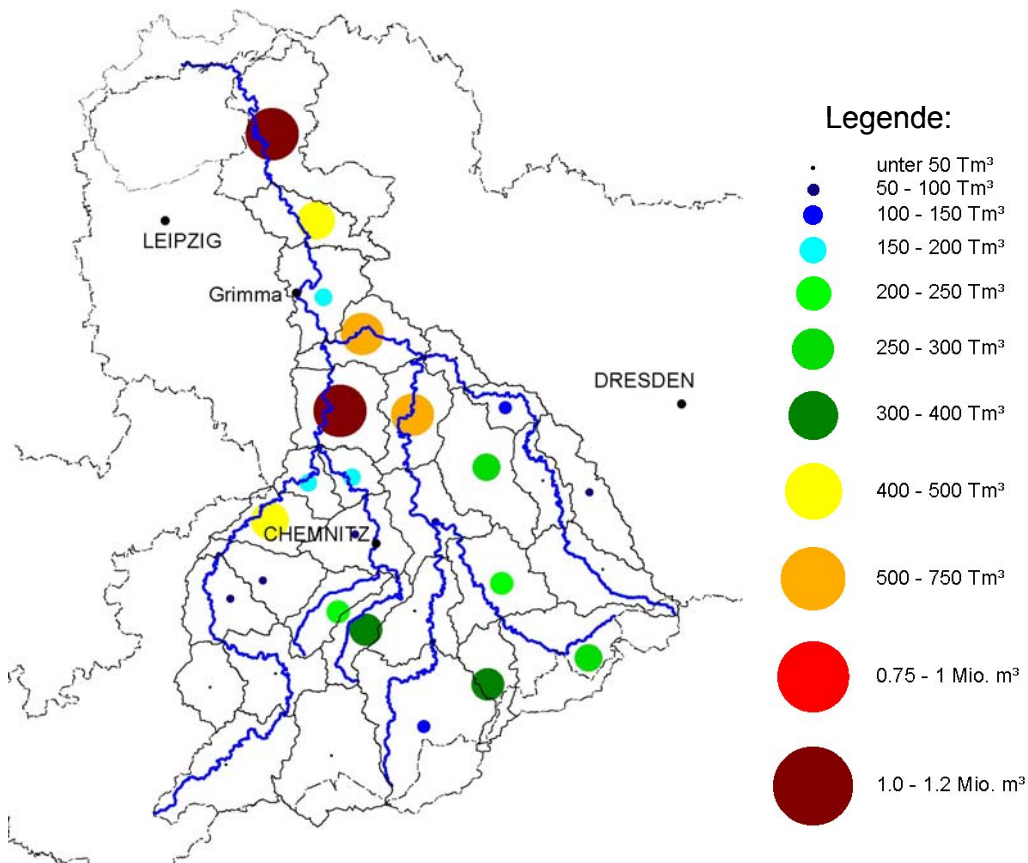 LEIPZIG
Grimma
DRESDEN
CHEMNITZ
Legende:
unter 50 Tm³
50 - 100 Tm³
100 - 150 Tm³
150 - 200 Tm³
200 - 250 Tm³
250 - 300 Tm³
300 - 400 Tm³
400 - 500 Tm³
500 - 750 Tm³
0.75 - 1 Mio. m³
1.0 - 1.2 Mio. m³